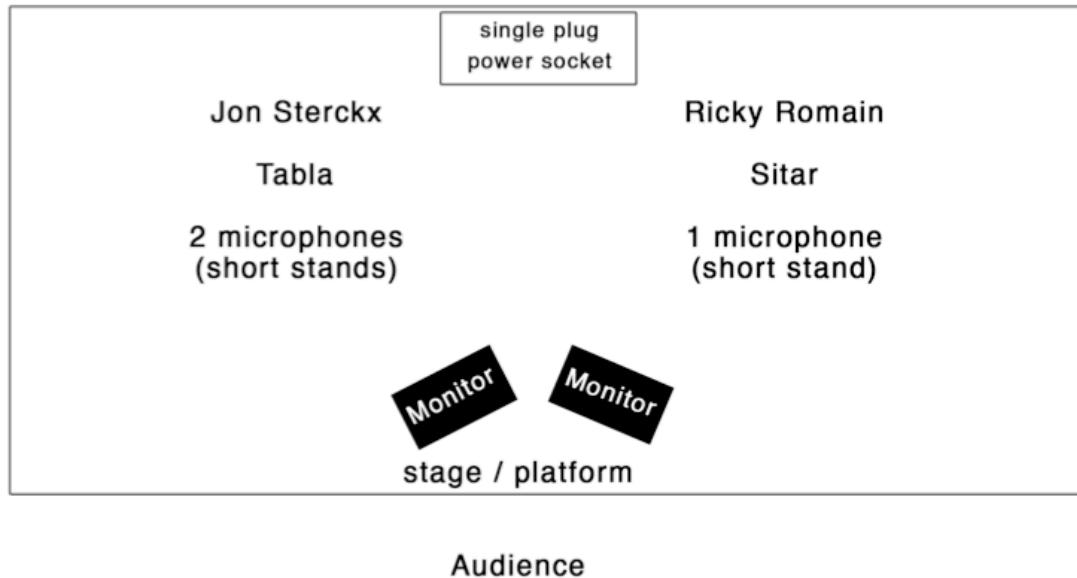 single plug
power socket
Jon Sterckx
Ricky Romain
Tabla
Sitar
2 microphones
(short stands)
1 microphone
(short stand)
Monitor
Monitor
stage / platform
Audience